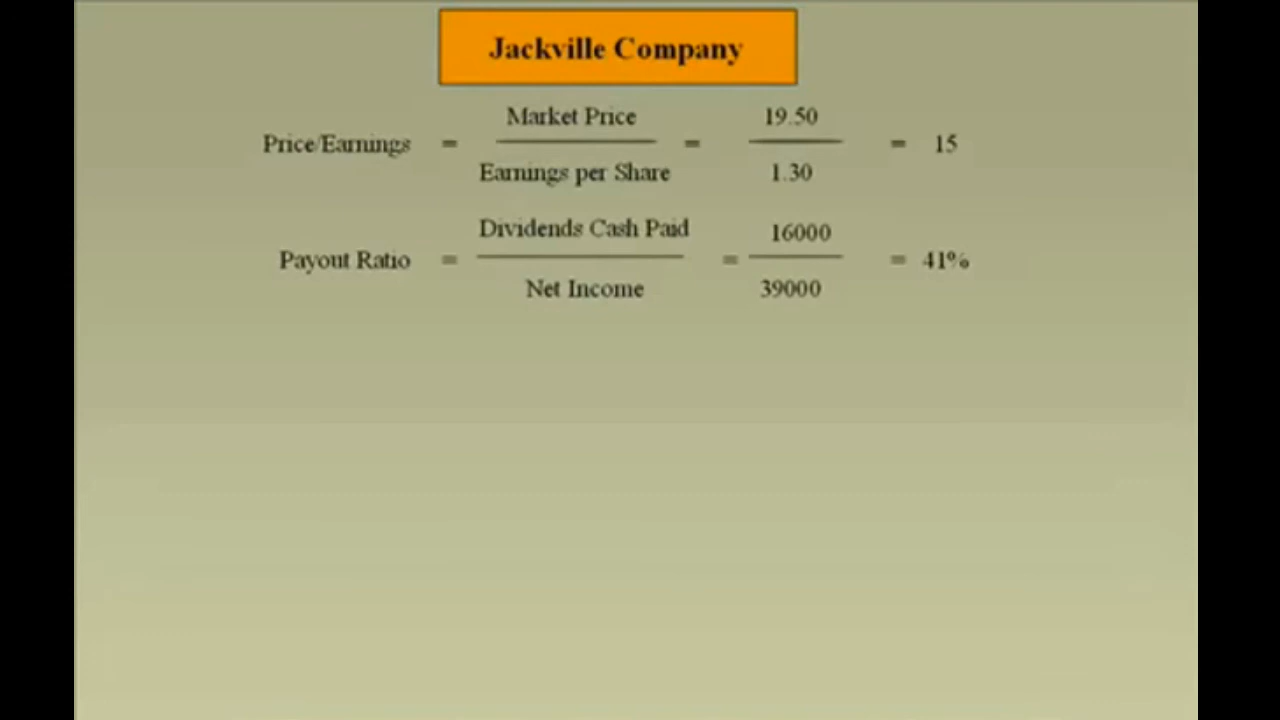 Jackville Company
Price/Earnings = Market Price / Earnings per Share = 19.50 / 1.30 = 15
Payout Ratio = Dividends Cash Paid / Net Income = 16000 / 39000 = 41%